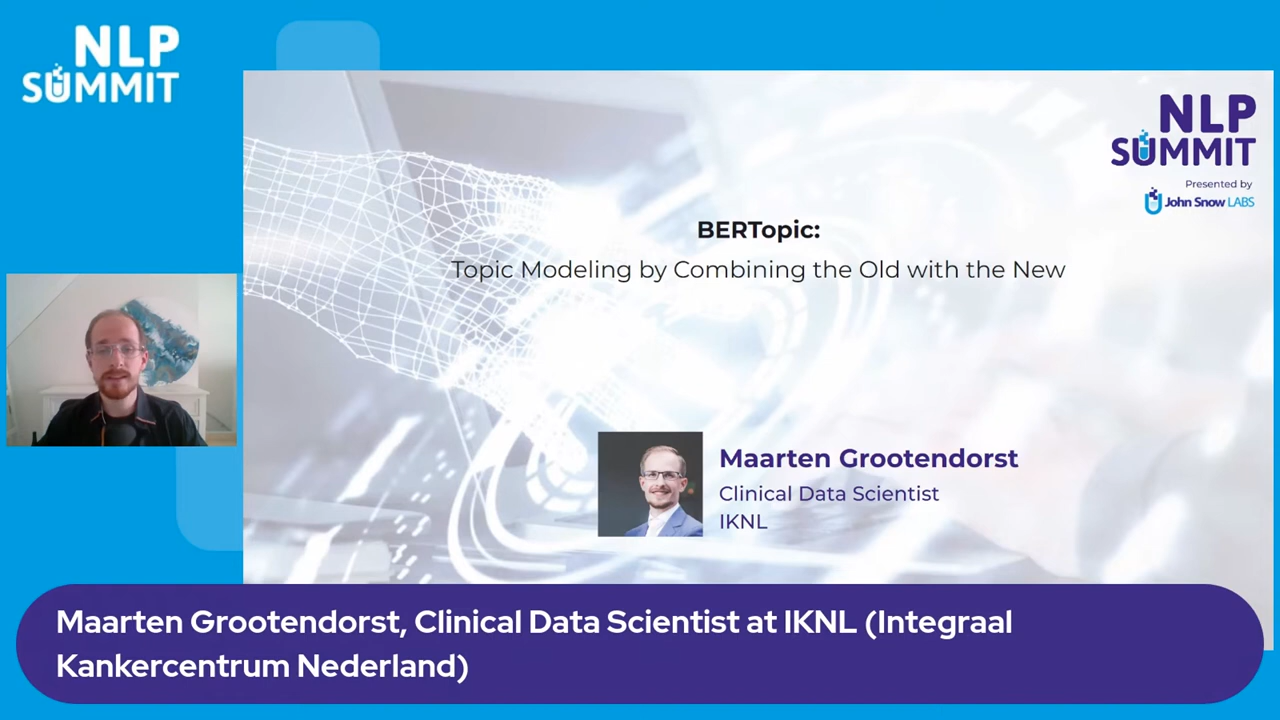 NLP
SUMMIT
NLP
SUMMIT
Presented by
John Snow LABS
BERTopic:
Topic Modeling by Combining the Old with the New
Maarten Grootendorst
Clinical Data Scientist
IKNL
Maarten Grootendorst, Clinical Data Scientist at IKNL (Integraal
Kankercentrum Nederland)